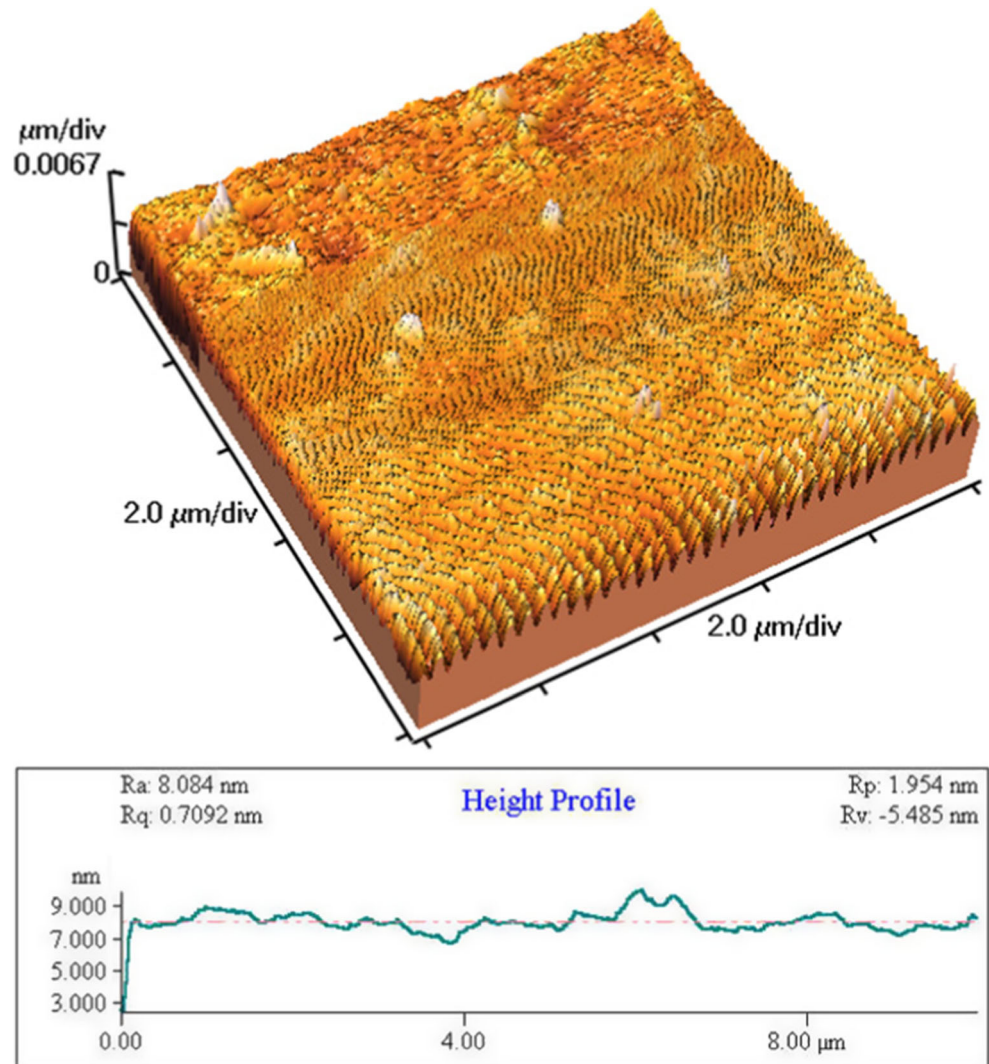 μm/div
0.0067
0
2.0 μm/div
2.0 μm/div
Ra: 8.084 nm
Rq: 0.7092 nm
Height Profile
Rp: 1.954 nm
Rv: -5.485 nm
nm
9.000
7.000
5.000
3.000
0.00 4.00 8.00 μm